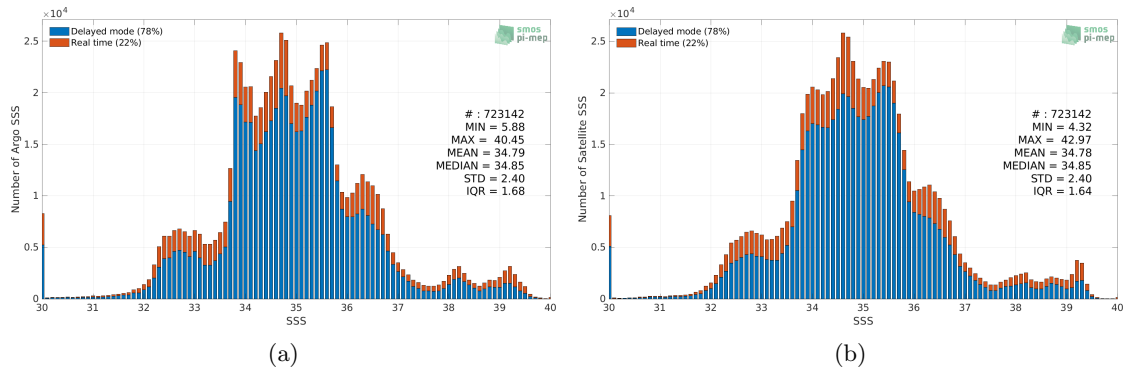 ×10⁴
Delayed mode (78%)
Real time (22%)
smos
pi-mep
# : 723142
MIN = 5.88
MAX = 40.45
MEAN = 34.79
MEDIAN = 34.85
STD = 2.40
IQR = 1.68
Number of Argo SSS
2.5
2
1.5
1
0.5
0
30 31 32 33 34 35 36 37 38 39 40
SSS
(a)
×10⁴
Delayed mode (78%)
Real time (22%)
smos
pi-mep
# : 723142
MIN = 4.32
MAX = 42.97
MEAN = 34.78
MEDIAN = 34.85
STD = 2.40
IQR = 1.64
Number of Satellite SSS
2.5
2
1.5
1
0.5
0
30 31 32 33 34 35 36 37 38 39 40
SSS
(b)